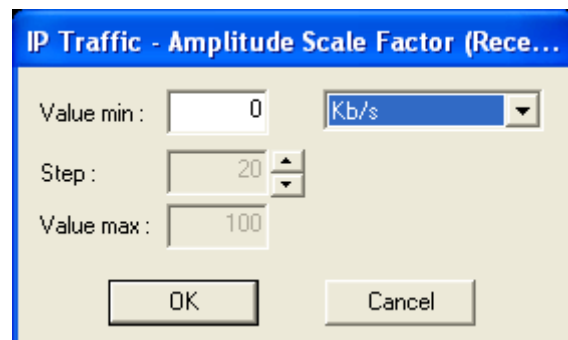 IP Traffic - Amplitude Scale Factor (Rece...
Value min : 0 Kb/s
Step : 20
Value max : 100
OK Cancel